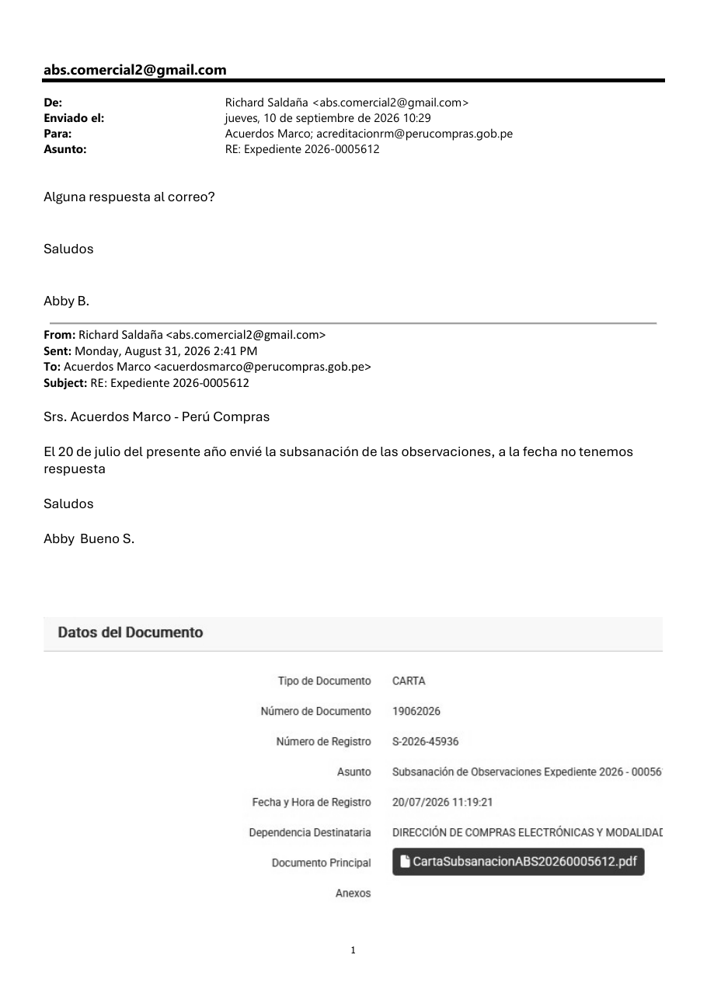 abs.comercial2@gmail.com
De: Richard Saldaña <abs.comercial2@gmail.com>
Enviado el: jueves, 10 de septiembre de 2026 10:29
Para: Acuerdos Marco; acreditacionrm@perucompras.gob.pe
Asunto: RE: Expediente 2026-0005612
Alguna respuesta al correo?
Saludos
Abby B.
From: Richard Saldaña <abs.comercial2@gmail.com>
Sent: Monday, August 31, 2026 2:41 PM
To: Acuerdos Marco <acuerdosmarco@perucompras.gob.pe>
Subject: RE: Expediente 2026-0005612
Srs. Acuerdos Marco - Perú Compras
El 20 de julio del presente año envié la subsanación de las observaciones, a la fecha no tenemos
respuesta
Saludos
Abby  Bueno S.
Datos del Documento
Tipo de Documento CARTA
Número de Documento 19062026
Número de Registro S-2026-45936
Asunto Subsanación de Observaciones Expediente 2026 - 00056
Fecha y Hora de Registro 20/07/2026 11:19:21
Dependencia Destinataria DIRECCIÓN DE COMPRAS ELECTRÓNICAS Y MODALIDAD
Documento Principal CartaSubsanacionABS20260005612.pdf
Anexos
1